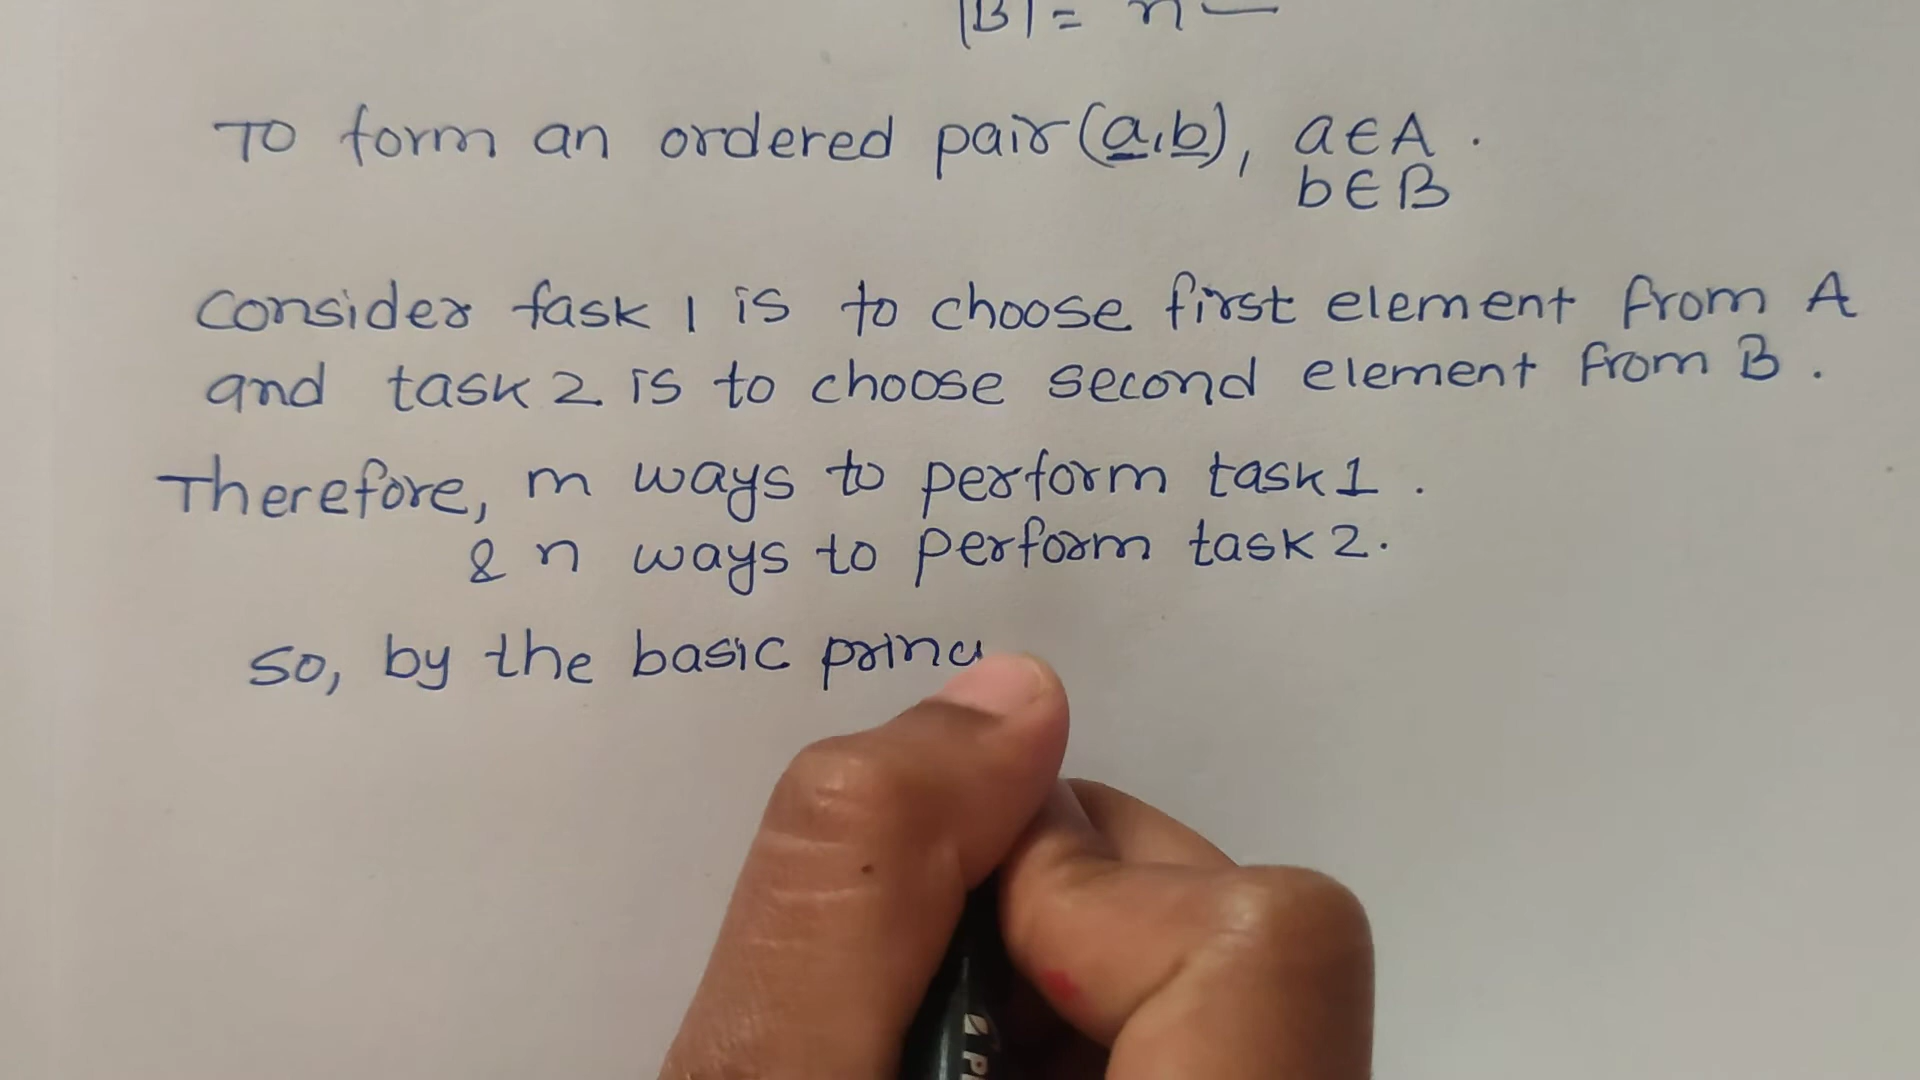 |B| = n
To form an ordered pair (a,b), a∈A .
b∈B
Consider task 1 is to choose first element from A
and task 2 is to choose second element from B .
Therefore, m ways to perform task 1 .
& n ways to perform task 2.
So, by the basic princ